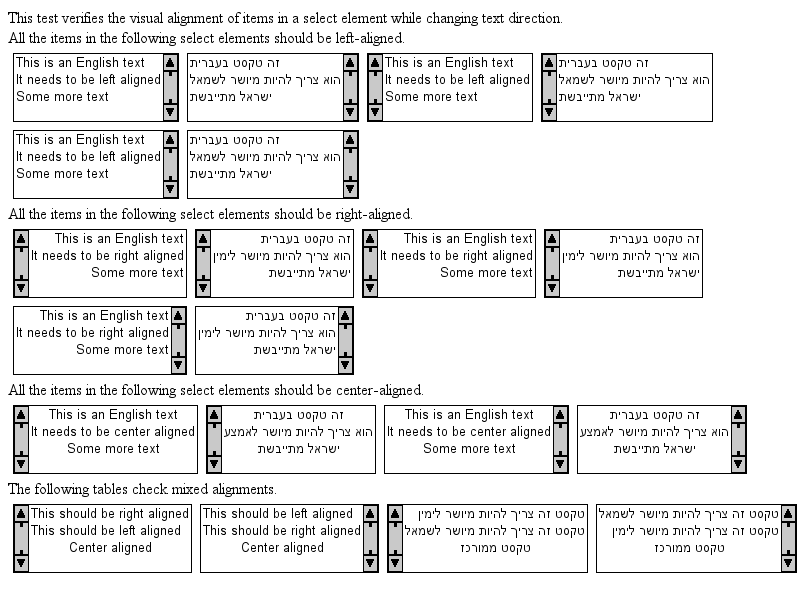 This test verifies the visual alignment of items in a select element while changing text direction.
All the items in the following select elements should be left-aligned.
This is an English text
It needs to be left aligned
Some more text
זה טקסט בעברית
הוא צריך להיות מיושר לשמאל
ישראל מתייבשת
This is an English text
It needs to be left aligned
Some more text
זה טקסט בעברית
הוא צריך להיות מיושר לשמאל
ישראל מתייבשת
This is an English text
It needs to be left aligned
Some more text
זה טקסט בעברית
הוא צריך להיות מיושר לשמאל
ישראל מתייבשת
All the items in the following select elements should be right-aligned.
This is an English text
It needs to be right aligned
Some more text
זה טקסט בעברית
הוא צריך להיות מיושר לימין
ישראל מתייבשת
This is an English text
It needs to be right aligned
Some more text
זה טקסט בעברית
הוא צריך להיות מיושר לימין
ישראל מתייבשת
This is an English text
It needs to be right aligned
Some more text
זה טקסט בעברית
הוא צריך להיות מיושר לימין
ישראל מתייבשת
All the items in the following select elements should be center-aligned.
This is an English text
It needs to be center aligned
Some more text
זה טקסט בעברית
הוא צריך להיות מיושר לאמצע
ישראל מתייבשת
This is an English text
It needs to be center aligned
Some more text
זה טקסט בעברית
הוא צריך להיות מיושר לאמצע
ישראל מתייבשת
The following tables check mixed alignments.
This should be right aligned
This should be left aligned
Center aligned
This should be left aligned
This should be right aligned
Center aligned
טקסט זה צריך להיות מיושר לימין
טקסט זה צריך להיות מיושר לשמאל
טקסט ממורכז
טקסט זה צריך להיות מיושר לשמאל
טקסט זה צריך להיות מיושר לימין
טקסט ממורכז